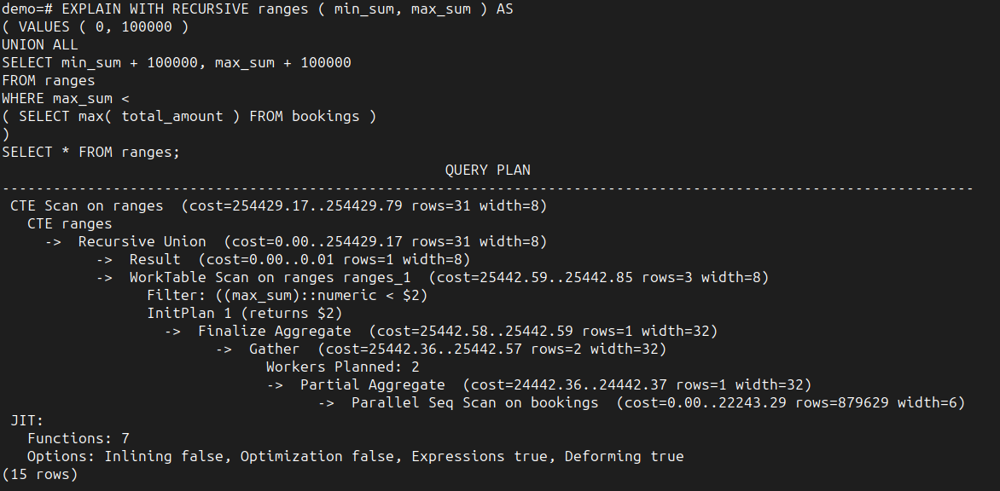 demo=# EXPLAIN WITH RECURSIVE ranges ( min_sum, max_sum ) AS
( VALUES ( 0, 100000 )
UNION ALL
SELECT min_sum + 100000, max_sum + 100000
FROM ranges
WHERE max_sum <
( SELECT max( total_amount ) FROM bookings )
)
SELECT * FROM ranges;
QUERY PLAN
------------------------------------------------------------------------------------------------------------------
CTE Scan on ranges  (cost=254429.17..254429.79 rows=31 width=8)
CTE ranges
->  Recursive Union  (cost=0.00..254429.17 rows=31 width=8)
->  Result  (cost=0.00..0.01 rows=1 width=8)
->  WorkTable Scan on ranges ranges_1  (cost=25442.59..25442.85 rows=3 width=8)
Filter: ((max_sum)::numeric < $2)
InitPlan 1 (returns $2)
->  Finalize Aggregate  (cost=25442.58..25442.59 rows=1 width=32)
->  Gather  (cost=25442.36..25442.57 rows=2 width=32)
Workers Planned: 2
->  Partial Aggregate  (cost=24442.36..24442.37 rows=1 width=32)
->  Parallel Seq Scan on bookings  (cost=0.00..22243.29 rows=879629 width=6)
JIT:
Functions: 7
Options: Inlining false, Optimization false, Expressions true, Deforming true
(15 rows)